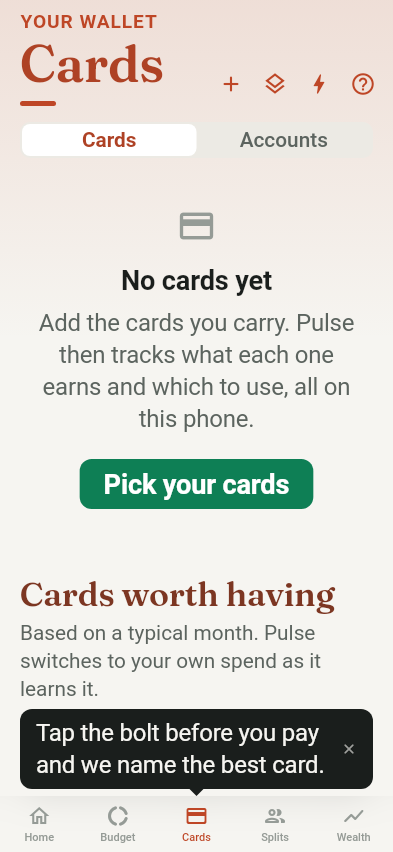 YOUR WALLET
Cards
Cards
Accounts
No cards yet
Add the cards you carry. Pulse
then tracks what each one
earns and which to use, all on
this phone.
Pick your cards
Cards worth having
Based on a typical month. Pulse
switches to your own spend as it
learns it.
Tap the bolt before you pay
and we name the best card.
Home
Budget
Cards
Splits
Wealth